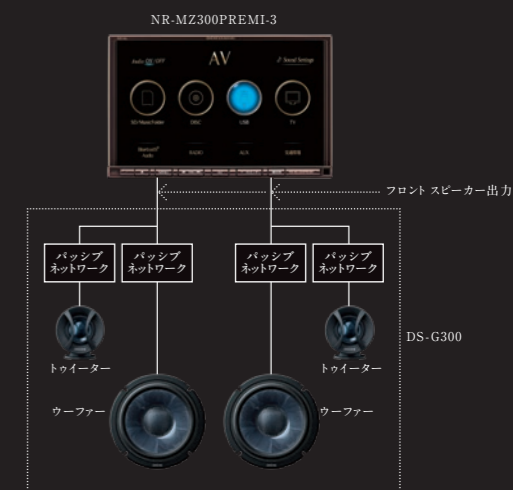 NR-MZ300PREMI-3
Audio ON OFF
AV
Sound Settings
SD/Music Folder
DISC
USB
TV
Bluetooth
Audio
RADIO
AUX
フロント スピーカー出力
パッシブ
ネットワーク
パッシブ
ネットワーク
パッシブ
ネットワーク
パッシブ
ネットワーク
トゥイーター
トゥイーター
DS-G300
ウーファー
ウーファー